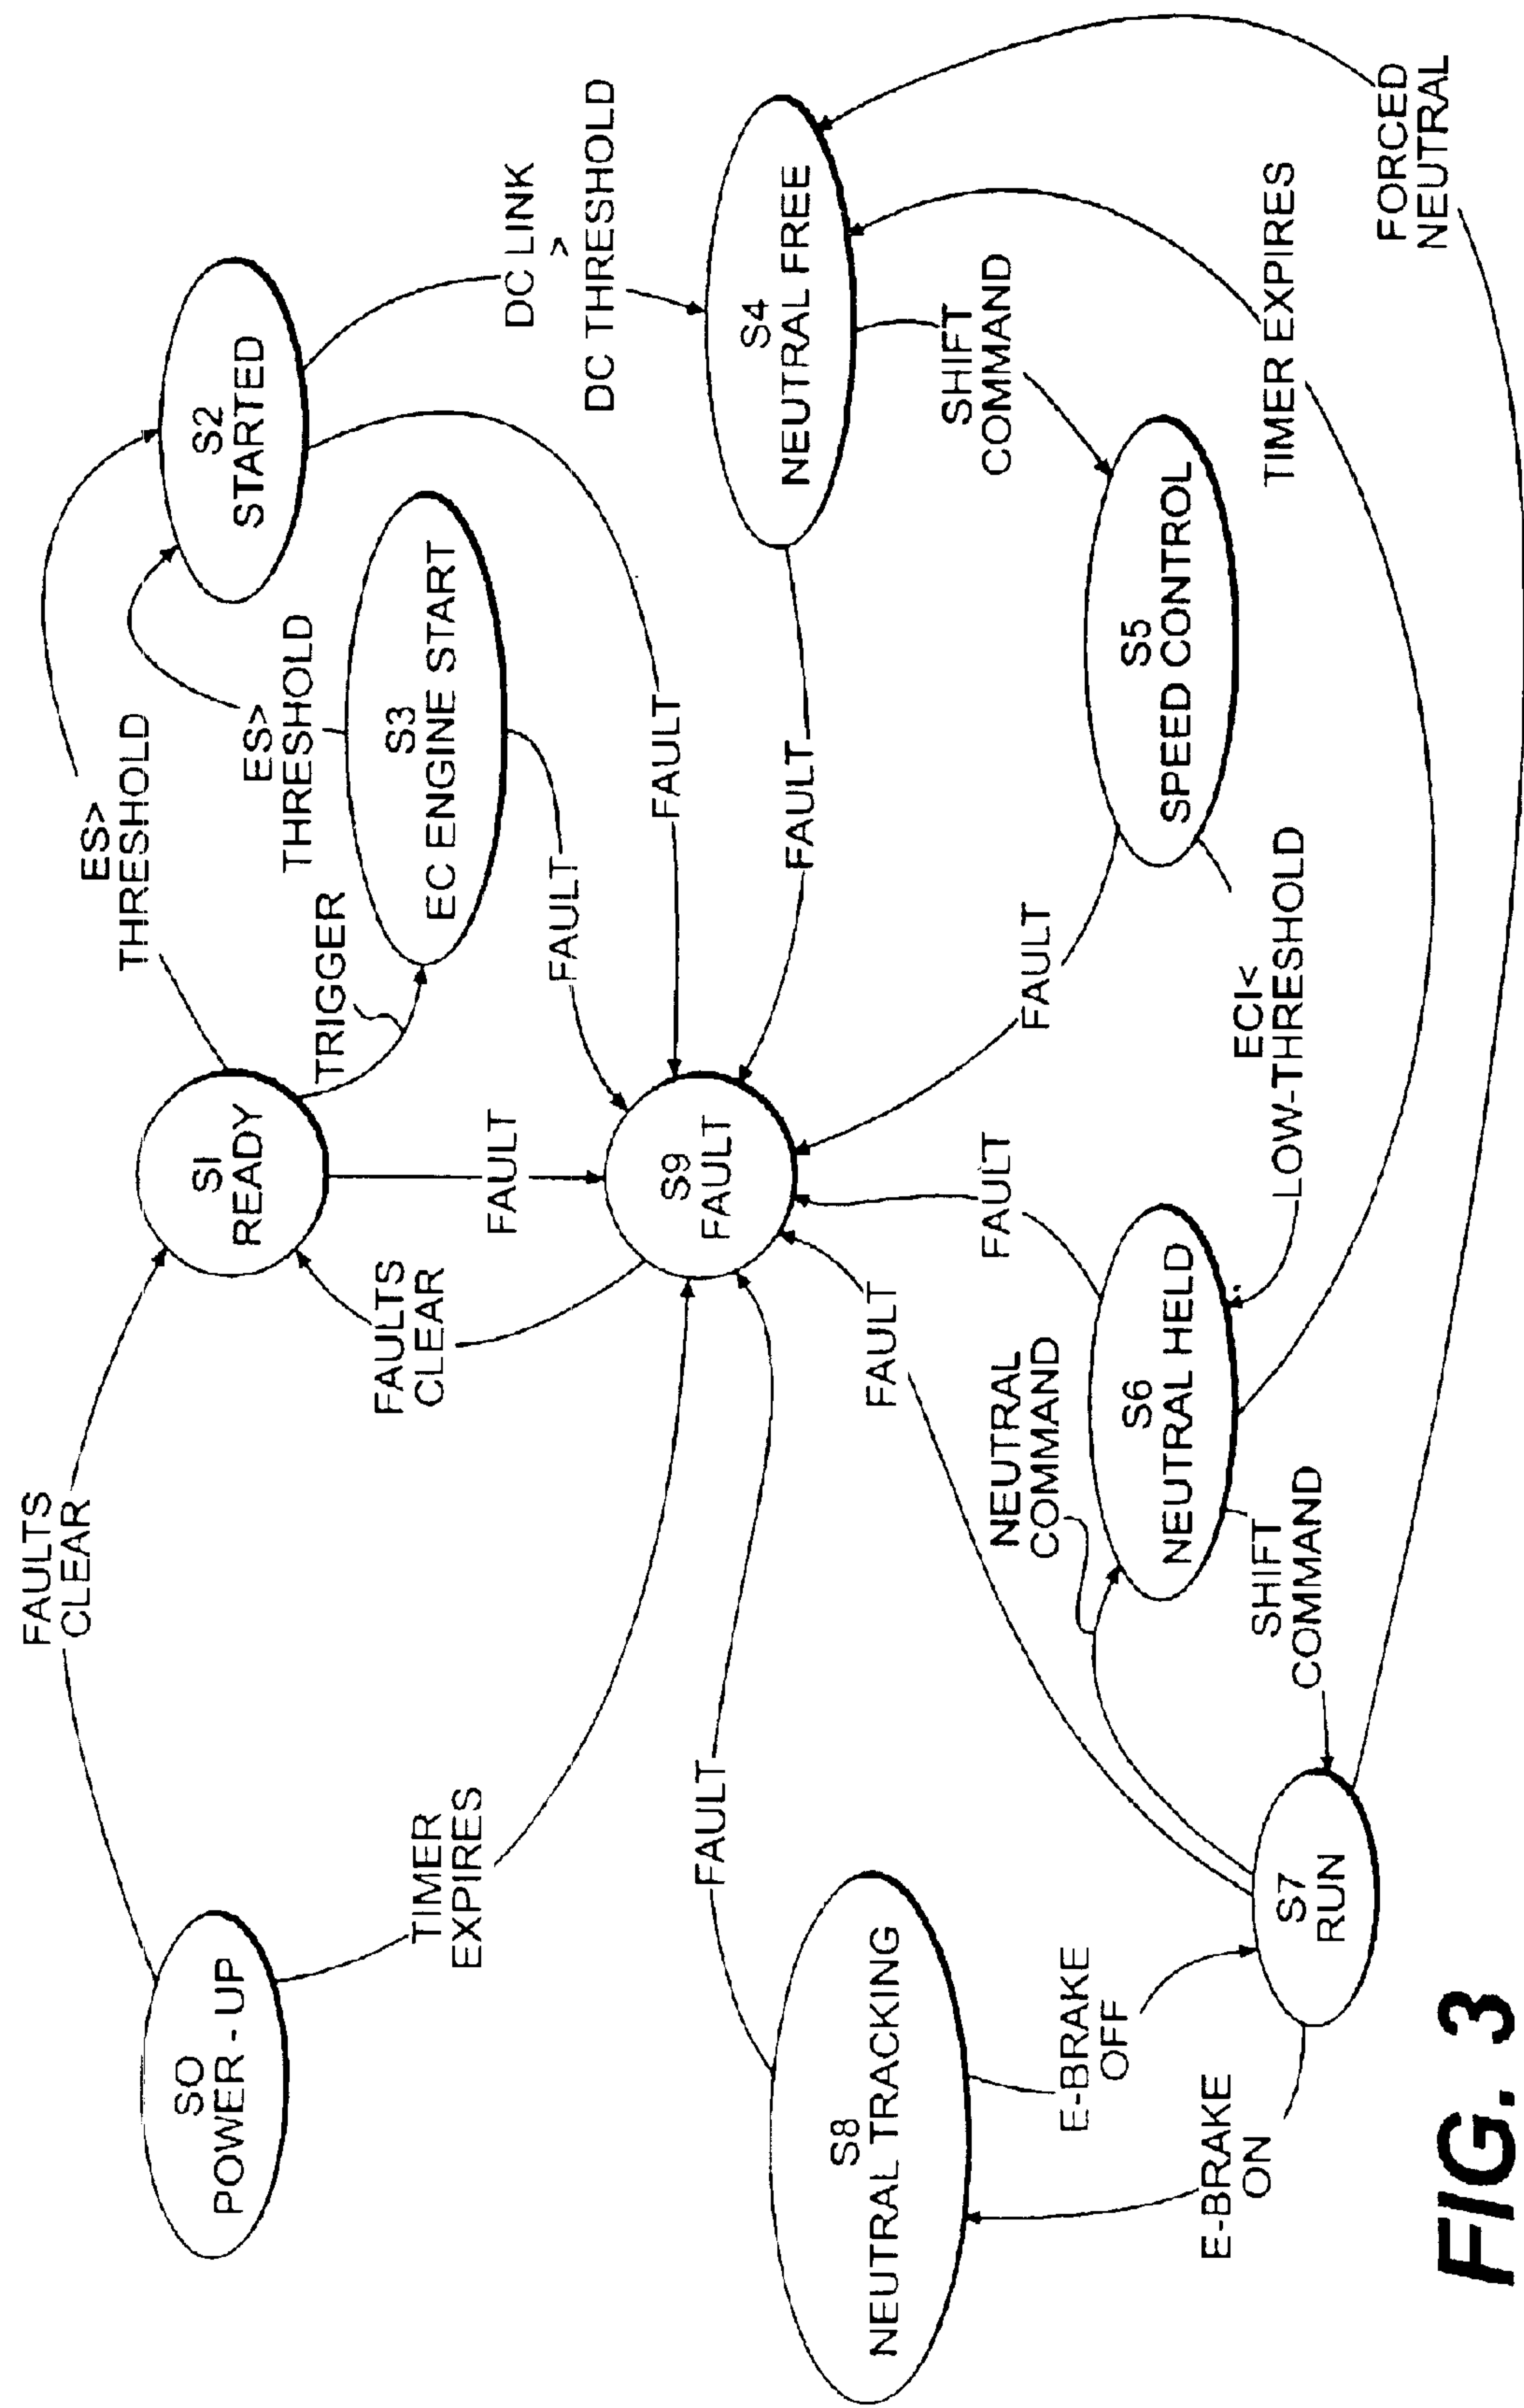 FAULTS
CLEAR
ES>
THRESHOLD
SO
POWER - UP
SI
READY
S2
STARTED
ES>
THRESHOLD
TRIGGER
TIMER
EXPIRES
FAULTS
CLEAR
FAULT
S3
EC ENGINE START
FAULT
DC LINK
>
DC THRESHOLD
S9
FAULT
FAULT
FAULT
S4
NEUTRAL FREE
FAULT
S8
NEUTRAL TRACKING
FAULT
FAULT
FAULT
SHIFT
COMMAND
NEUTRAL
COMMAND
E-BRAKE
OFF
S6
NEUTRAL HELD
S5
SPEED CONTROL
E-BRAKE
ON
SHIFT
COMMAND
ECI<
LOW-THRESHOLD
TIMER EXPIRES
S7
RUN
FORCED
NEUTRAL
FIG. 3